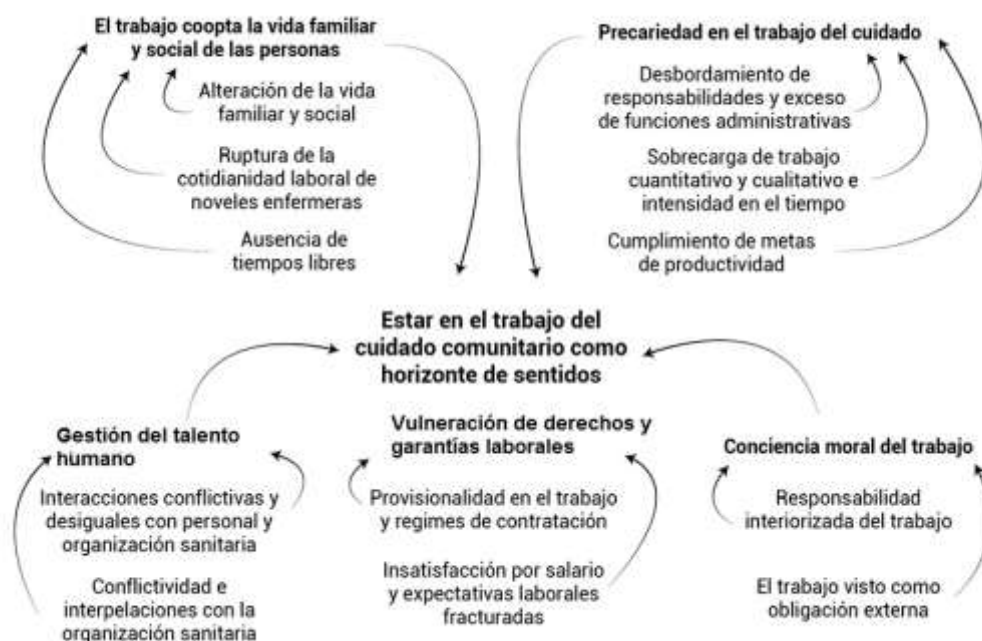 El trabajo coopta la vida familiar
y social de las personas
Alteración de la vida
familiar y social
Ruptura de la
cotidianidad laboral de
noveles enfermeras
Ausencia de
tiempos libres
Precariedad en el trabajo del cuidado
Desbordamiento de
responsabilidades y exceso
de funciones administrativas
Sobrecarga de trabajo
cuantitativo y cualitativo e
intensidad en el tiempo
Cumplimiento de metas
de productividad
Estar en el trabajo del
cuidado comunitario como
horizonte de sentidos
Gestión del talento
humano
Interacciones conflictivas y
desiguales con personal y
organización sanitaria
Conflictividad e
interpelaciones con la
organización sanitaria
Vulneración de derechos y
garantías laborales
Provisionalidad en el trabajo
y regimes de contratación
Insatisfacción por salario
y expectativas laborales
fracturadas
Conciencia moral del trabajo
Responsabilidad
interiorizada del trabajo
El trabajo visto como
obligación externa